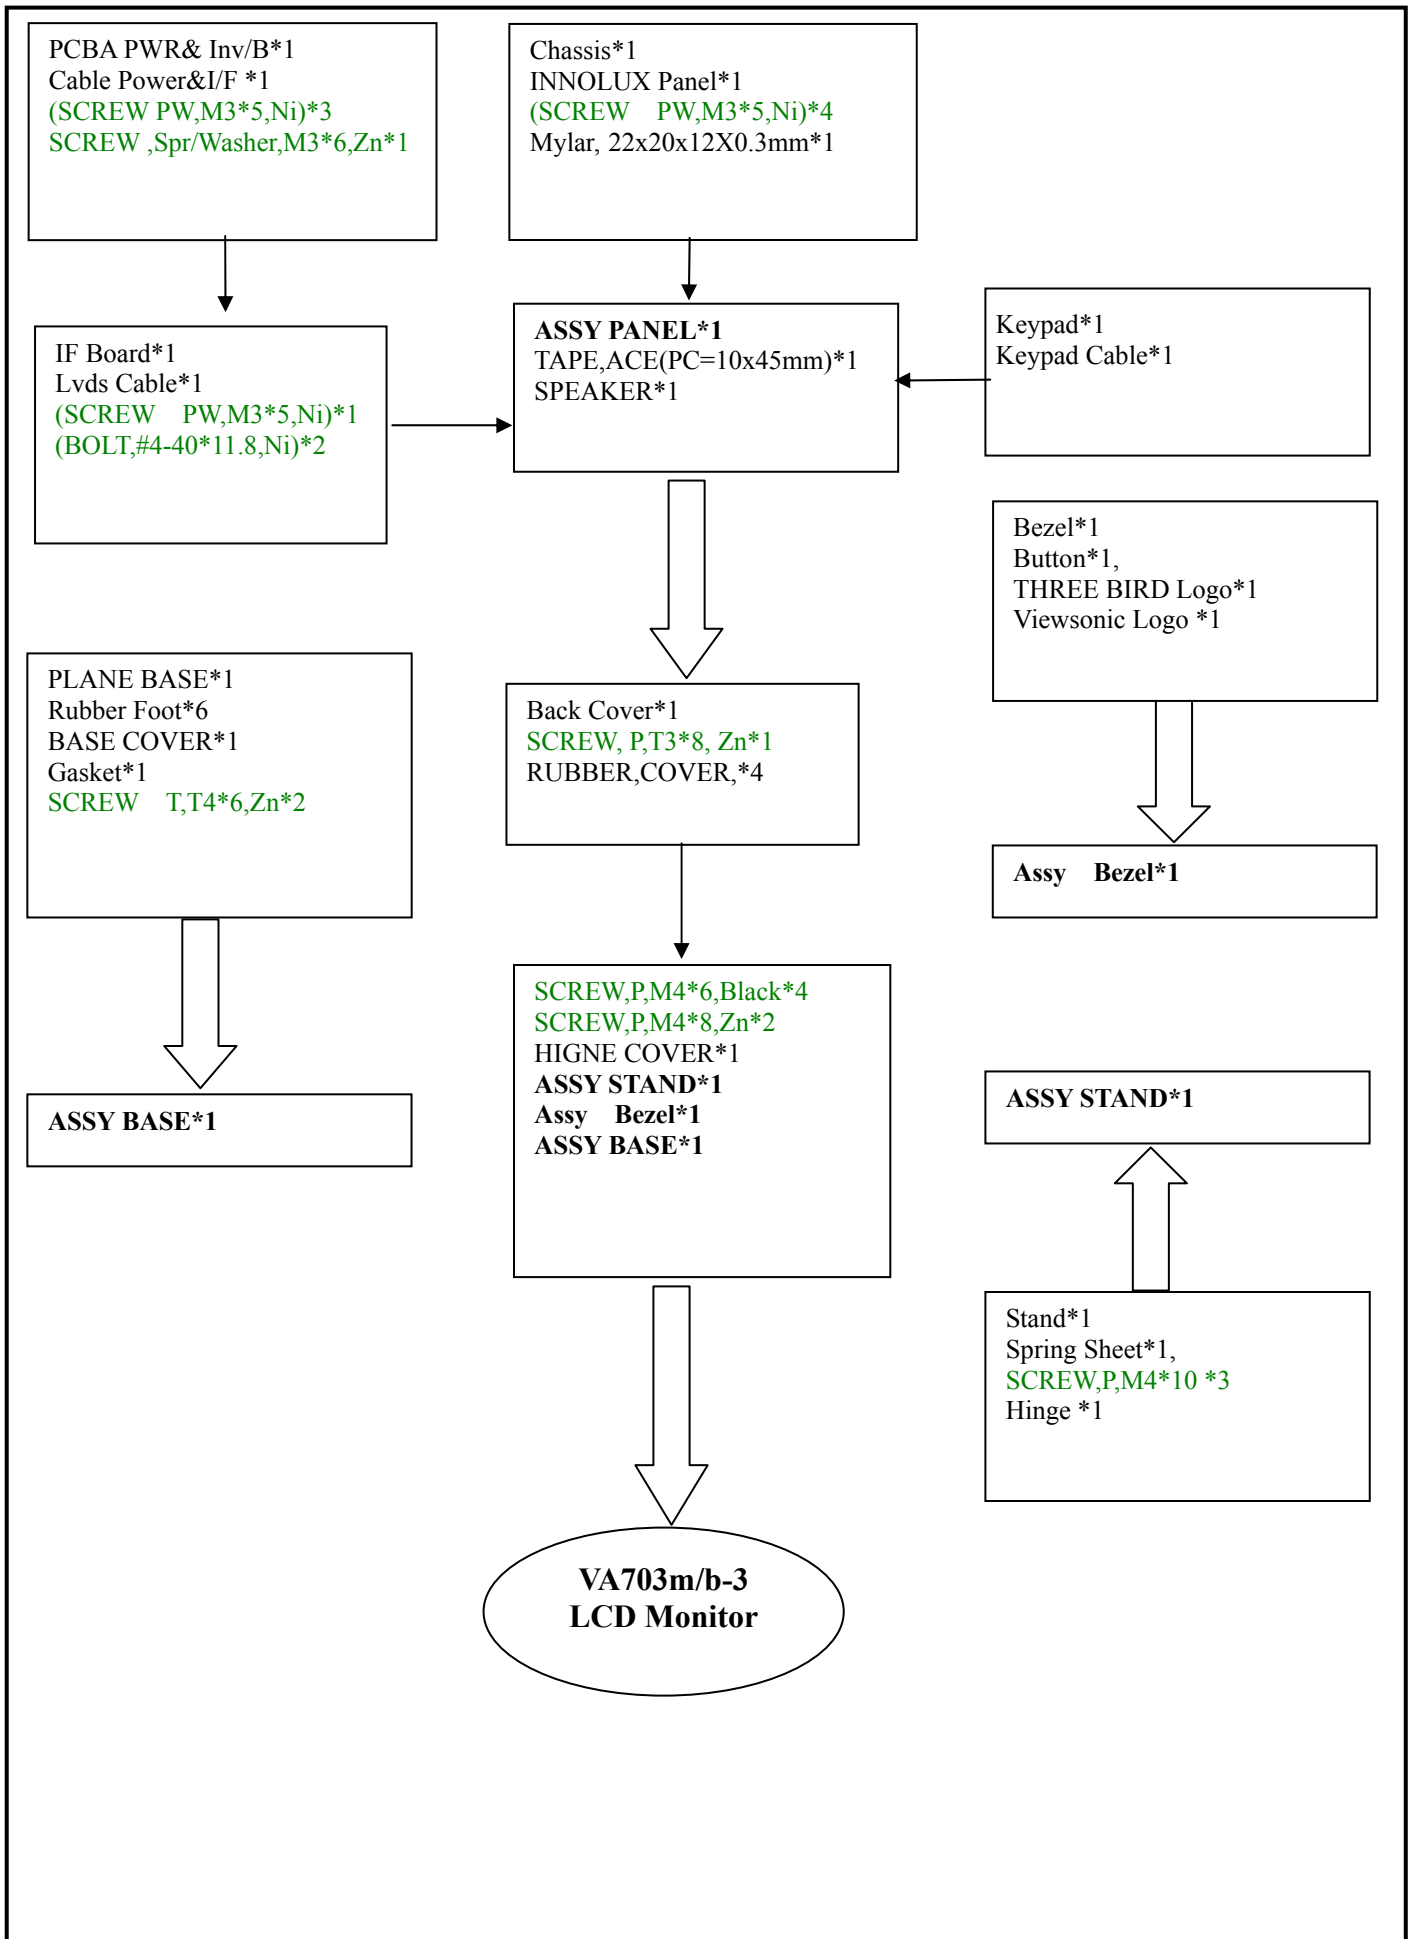 PCBA PWR& Inv/B*1
Cable Power&I/F *1
(SCREW PW,M3*5,Ni)*3
SCREW ,Spr/Washer,M3*6,Zn*1
Chassis*1
INNOLUX Panel*1
(SCREW PW,M3*5,Ni)*4
Mylar, 22x20x12X0.3mm*1
IF Board*1
Lvds Cable*1
(SCREW PW,M3*5,Ni)*1
(BOLT,#4-40*11.8,Ni)*2
ASSY PANEL*1
TAPE,ACE(PC=10x45mm)*1
SPEAKER*1
Keypad*1
Keypad Cable*1
Bezel*1
Button*1,
THREE BIRD Logo*1
Viewsonic Logo *1
PLANE BASE*1
Rubber Foot*6
BASE COVER*1
Gasket*1
SCREW T,T4*6,Zn*2
Back Cover*1
SCREW, P,T3*8, Zn*1
RUBBER,COVER,*4
Assy Bezel*1
SCREW,P,M4*6,Black*4
SCREW,P,M4*8,Zn*2
HIGNE COVER*1
ASSY STAND*1
Assy Bezel*1
ASSY BASE*1
ASSY BASE*1
ASSY STAND*1
Stand*1
Spring Sheet*1,
SCREW,P,M4*10 *3
Hinge *1
VA703m/b-3
LCD Monitor